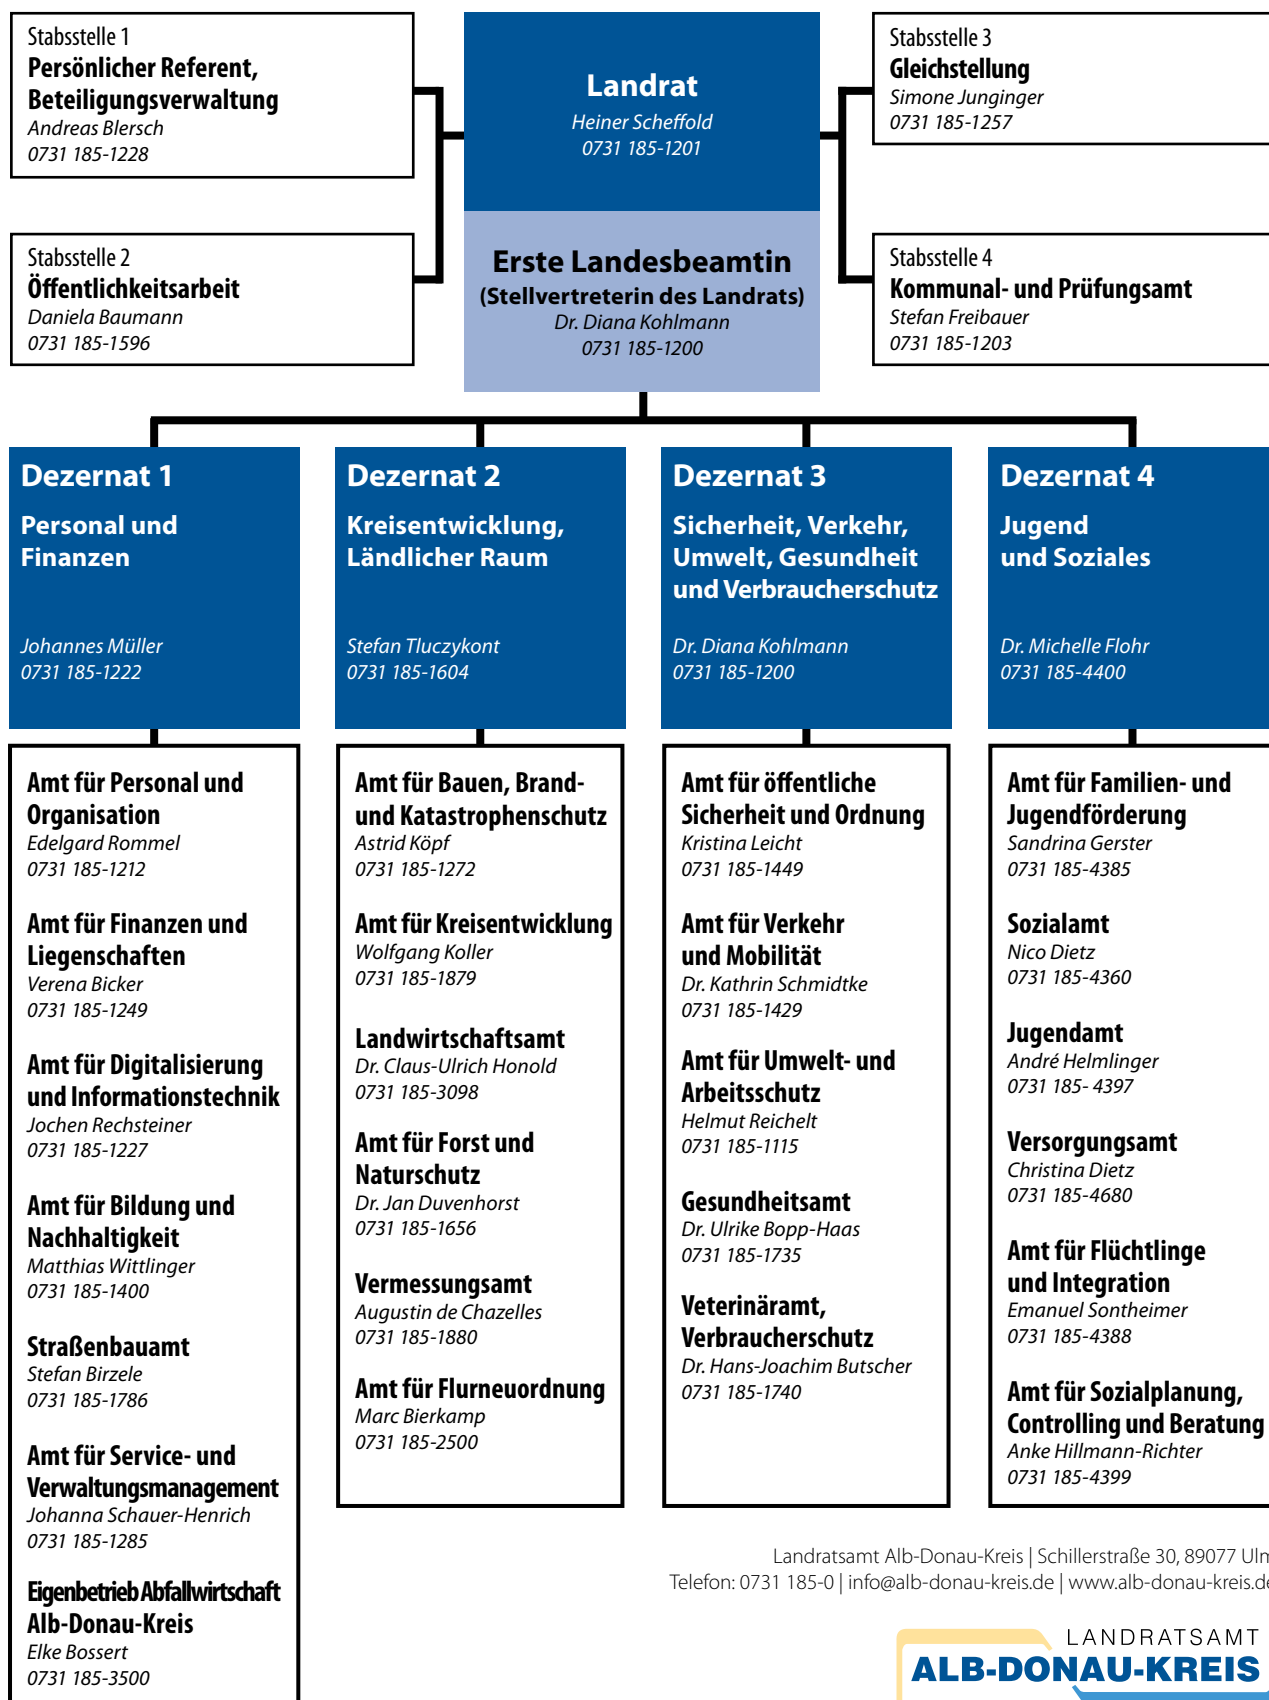 Stabsstelle 1
Persönlicher Referent,
Beteiligungsverwaltung
Andreas Blersch
0731 185-1228
Stabsstelle 2
Öffentlichkeitsarbeit
Daniela Baumann
0731 185-1596
Landrat
Heiner Scheffold
0731 185-1201
Erste Landesbeamtin
(Stellvertreterin des Landrats)
Dr. Diana Kohlmann
0731 185-1200
Stabsstelle 3
Gleichstellung
Simone Junginger
0731 185-1257
Stabsstelle 4
Kommunal- und Prüfungsamt
Stefan Freibauer
0731 185-1203
Dezernat 1
Personal und
Finanzen
Johannes Müller
0731 185-1222
Amt für Personal und
Organisation
Edelgard Rommel
0731 185-1212
Amt für Finanzen und
Liegenschaften
Verena Bicker
0731 185-1249
Amt für Digitalisierung
und Informationstechnik
Jochen Rechsteiner
0731 185-1227
Amt für Bildung und
Nachhaltigkeit
Matthias Wittlinger
0731 185-1400
Straßenbauamt
Stefan Birzele
0731 185-1786
Amt für Service- und
Verwaltungsmanagement
Johanna Schauer-Henrich
0731 185-1285
Eigenbetrieb Abfallwirtschaft
Alb-Donau-Kreis
Elke Bossert
0731 185-3500
Dezernat 2
Kreisentwicklung,
Ländlicher Raum
Stefan Tluczykont
0731 185-1604
Amt für Bauen, Brand-
und Katastrophenschutz
Astrid Köpf
0731 185-1272
Amt für Kreisentwicklung
Wolfgang Koller
0731 185-1879
Landwirtschaftsamt
Dr. Claus-Ulrich Honold
0731 185-3098
Amt für Forst und
Naturschutz
Dr. Jan Duvenhorst
0731 185-1656
Vermessungsamt
Augustin de Chazelles
0731 185-1880
Amt für Flurneuordnung
Marc Bierkamp
0731 185-2500
Dezernat 3
Sicherheit, Verkehr,
Umwelt, Gesundheit
und Verbraucherschutz
Dr. Diana Kohlmann
0731 185-1200
Amt für öffentliche
Sicherheit und Ordnung
Kristina Leicht
0731 185-1449
Amt für Verkehr
und Mobilität
Dr. Kathrin Schmidtke
0731 185-1429
Amt für Umwelt- und
Arbeitsschutz
Helmut Reichelt
0731 185-1115
Gesundheitsamt
Dr. Ulrike Bopp-Haas
0731 185-1735
Veterinäramt,
Verbraucherschutz
Dr. Hans-Joachim Butscher
0731 185-1740
Dezernat 4
Jugend
und Soziales
Dr. Michelle Flohr
0731 185-4400
Amt für Familien- und
Jugendförderung
Sandrina Gerster
0731 185-4385
Sozialamt
Nico Dietz
0731 185-4360
Jugendamt
André Helmlinger
0731 185- 4397
Versorgungsamt
Christina Dietz
0731 185-4680
Amt für Flüchtlinge
und Integration
Emanuel Sontheimer
0731 185-4388
Amt für Sozialplanung,
Controlling und Beratung
Anke Hillmann-Richter
0731 185-4399
Landratsamt Alb-Donau-Kreis | Schillerstraße 30, 89077 Ulm
Telefon: 0731 185-0 | info@alb-donau-kreis.de | www.alb-donau-kreis.de
LANDRATSAMT
ALB-DONAU-KREIS